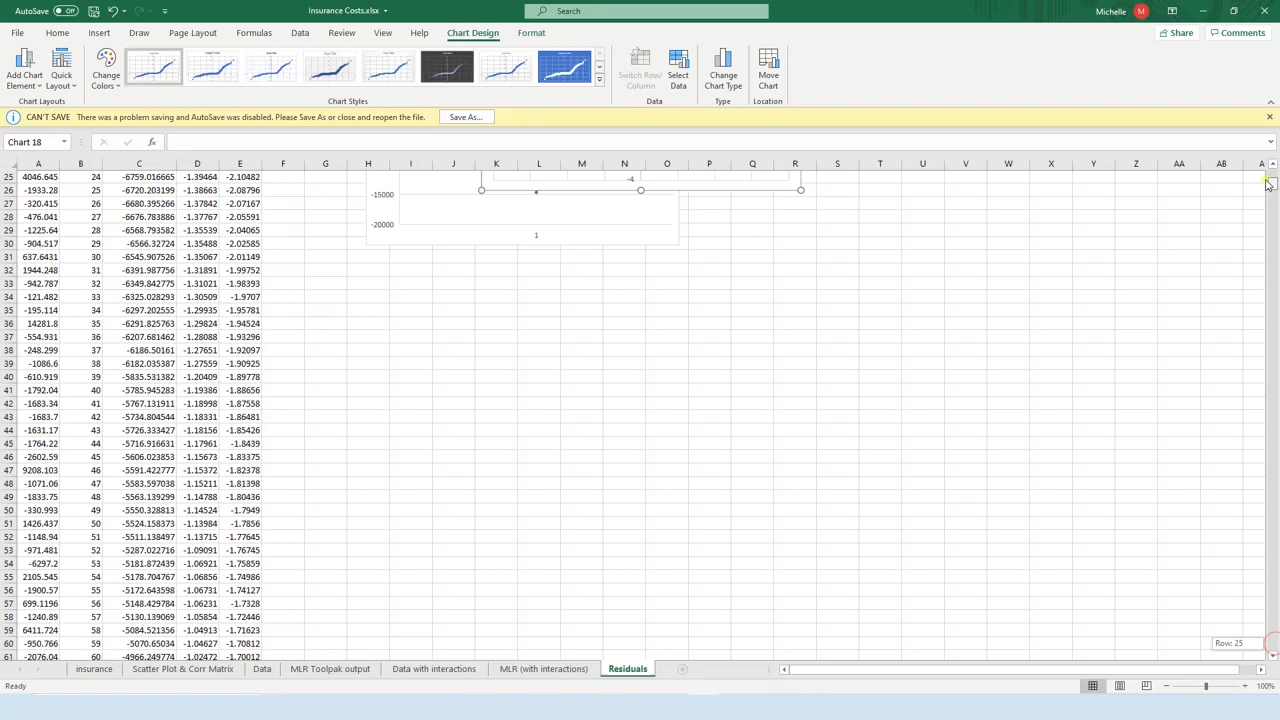 AutoSave Off Insurance Costs.xlsx Search Michelle M
File Home Insert Draw Page Layout Formulas Data Review View Help Chart Design Format Share Comments
Add Chart Element Quick Layout Change Colors Switch Row/ Column Select Data Change Chart Type Move Chart
Chart Layouts Chart Styles Data Type Location
CAN'T SAVE There was a problem saving and AutoSave was disabled. Please Save As or close and reopen the file. Save As...
Chart 18 fx
A B C D E F G H I J K L M N O P Q R S T U V W X Y Z AA AB A
25 4046.645 24 -6759.016665 -1.39464 -2.10482 -4
26 -1933.28 25 -6720.203199 -1.38663 -2.08796 -15000
27 -320.415 26 -6680.395266 -1.37842 -2.07167
28 -476.041 27 -6676.783886 -1.37767 -2.05591
29 -1225.64 28 -6568.793582 -1.35539 -2.04065 -20000
30 -904.517 29 -6566.32724 -1.35488 -2.02585 1
31 637.6431 30 -6545.907526 -1.35067 -2.01149
32 1944.248 31 -6391.987756 -1.31891 -1.99752
33 -942.787 32 -6349.842775 -1.31021 -1.98393
34 -121.482 33 -6325.028293 -1.30509 -1.9707
35 -195.114 34 -6297.202555 -1.29935 -1.95781
36 14281.8 35 -6291.825763 -1.29824 -1.94524
37 -554.931 36 -6207.681462 -1.28088 -1.93296
38 -248.299 37 -6186.50161 -1.27651 -1.92097
39 -1086.6 38 -6182.035387 -1.27559 -1.90925
40 -610.919 39 -5835.531382 -1.20409 -1.89778
41 -1792.04 40 -5785.945283 -1.19386 -1.88656
42 -1683.34 41 -5767.131911 -1.18998 -1.87558
43 -1683.7 42 -5734.804544 -1.18331 -1.86481
44 -1631.17 43 -5726.333427 -1.18156 -1.85426
45 -1764.22 44 -5716.916631 -1.17961 -1.8439
46 -2602.59 45 -5606.023853 -1.15673 -1.83375
47 9208.103 46 -5591.422777 -1.15372 -1.82378
48 -1071.06 47 -5583.597038 -1.15211 -1.81398
49 -1833.75 48 -5563.139299 -1.14788 -1.80436
50 -330.993 49 -5550.328813 -1.14524 -1.7949
51 1426.437 50 -5524.158373 -1.13984 -1.7856
52 -1148.94 51 -5511.138497 -1.13715 -1.77645
53 -971.481 52 -5287.022716 -1.09091 -1.76745
54 -6297.2 53 -5181.872439 -1.06921 -1.75859
55 2105.545 54 -5178.704767 -1.06856 -1.74986
56 -1900.57 55 -5172.643598 -1.06731 -1.74127
57 699.1196 56 -5148.429784 -1.06231 -1.7328
58 -1240.89 57 -5130.139069 -1.05854 -1.72446
59 6411.724 58 -5084.521356 -1.04913 -1.71623
60 -950.766 59 -5070.65034 -1.04627 -1.70812 Row: 25
61 -2076.04 60 -4966.249774 -1.02472 -1.70012
insurance Scatter Plot & Corr Matrix Data MLR Toolpak output Data with interactions MLR (with interactions) Residuals
Ready 100%